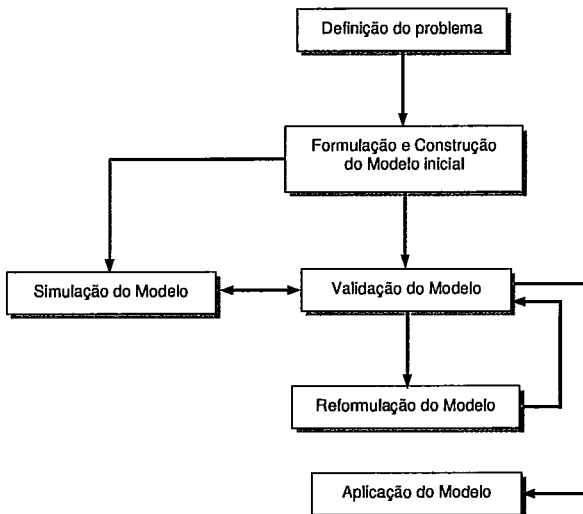 Definição do problema
Formulação e Construção
do Modelo inicial
Simulação do Modelo
Validação do Modelo
Reformulação do Modelo
Aplicação do Modelo